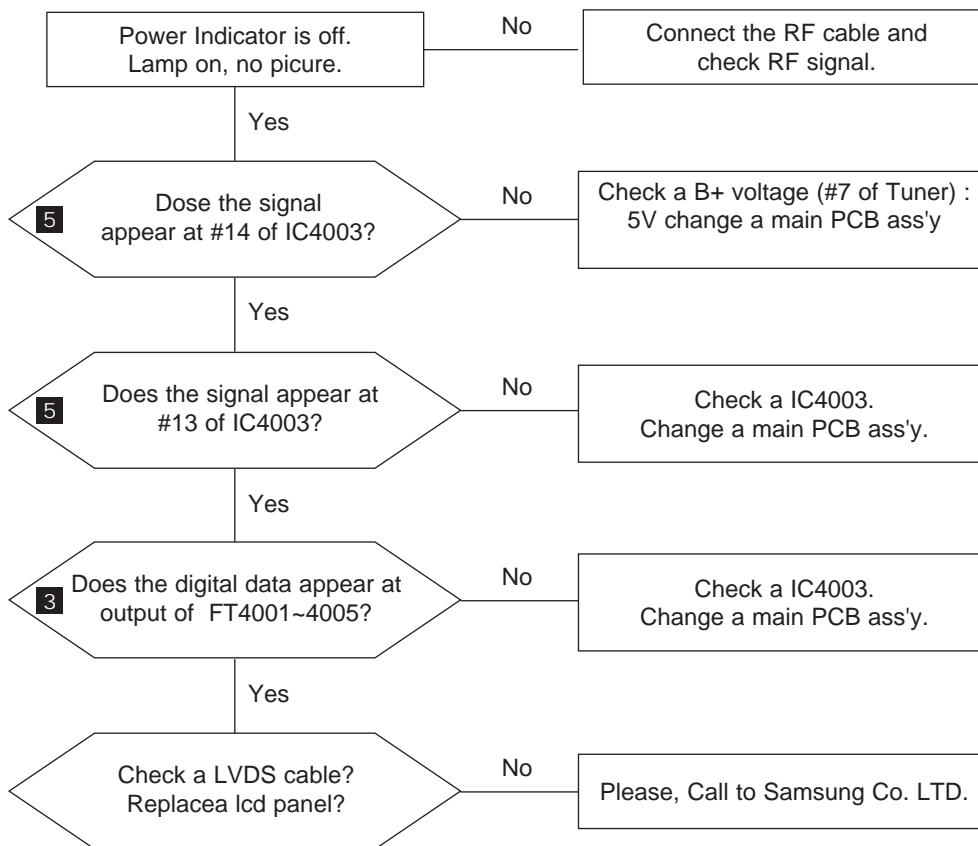 Power Indicator is off.
Lamp on, no picure.
No
Connect the RF cable and
check RF signal.
Yes
5
Dose the signal
appear at #14 of IC4003?
No
Check a B+ voltage (#7 of Tuner) :
5V change a main PCB ass'y
Yes
5
Does the signal appear at
#13 of IC4003?
No
Check a IC4003.
Change a main PCB ass'y.
Yes
3
Does the digital data appear at
output of FT4001~4005?
No
Check a IC4003.
Change a main PCB ass'y.
Yes
Check a LVDS cable?
Replacea lcd panel?
No
Please, Call to Samsung Co. LTD.